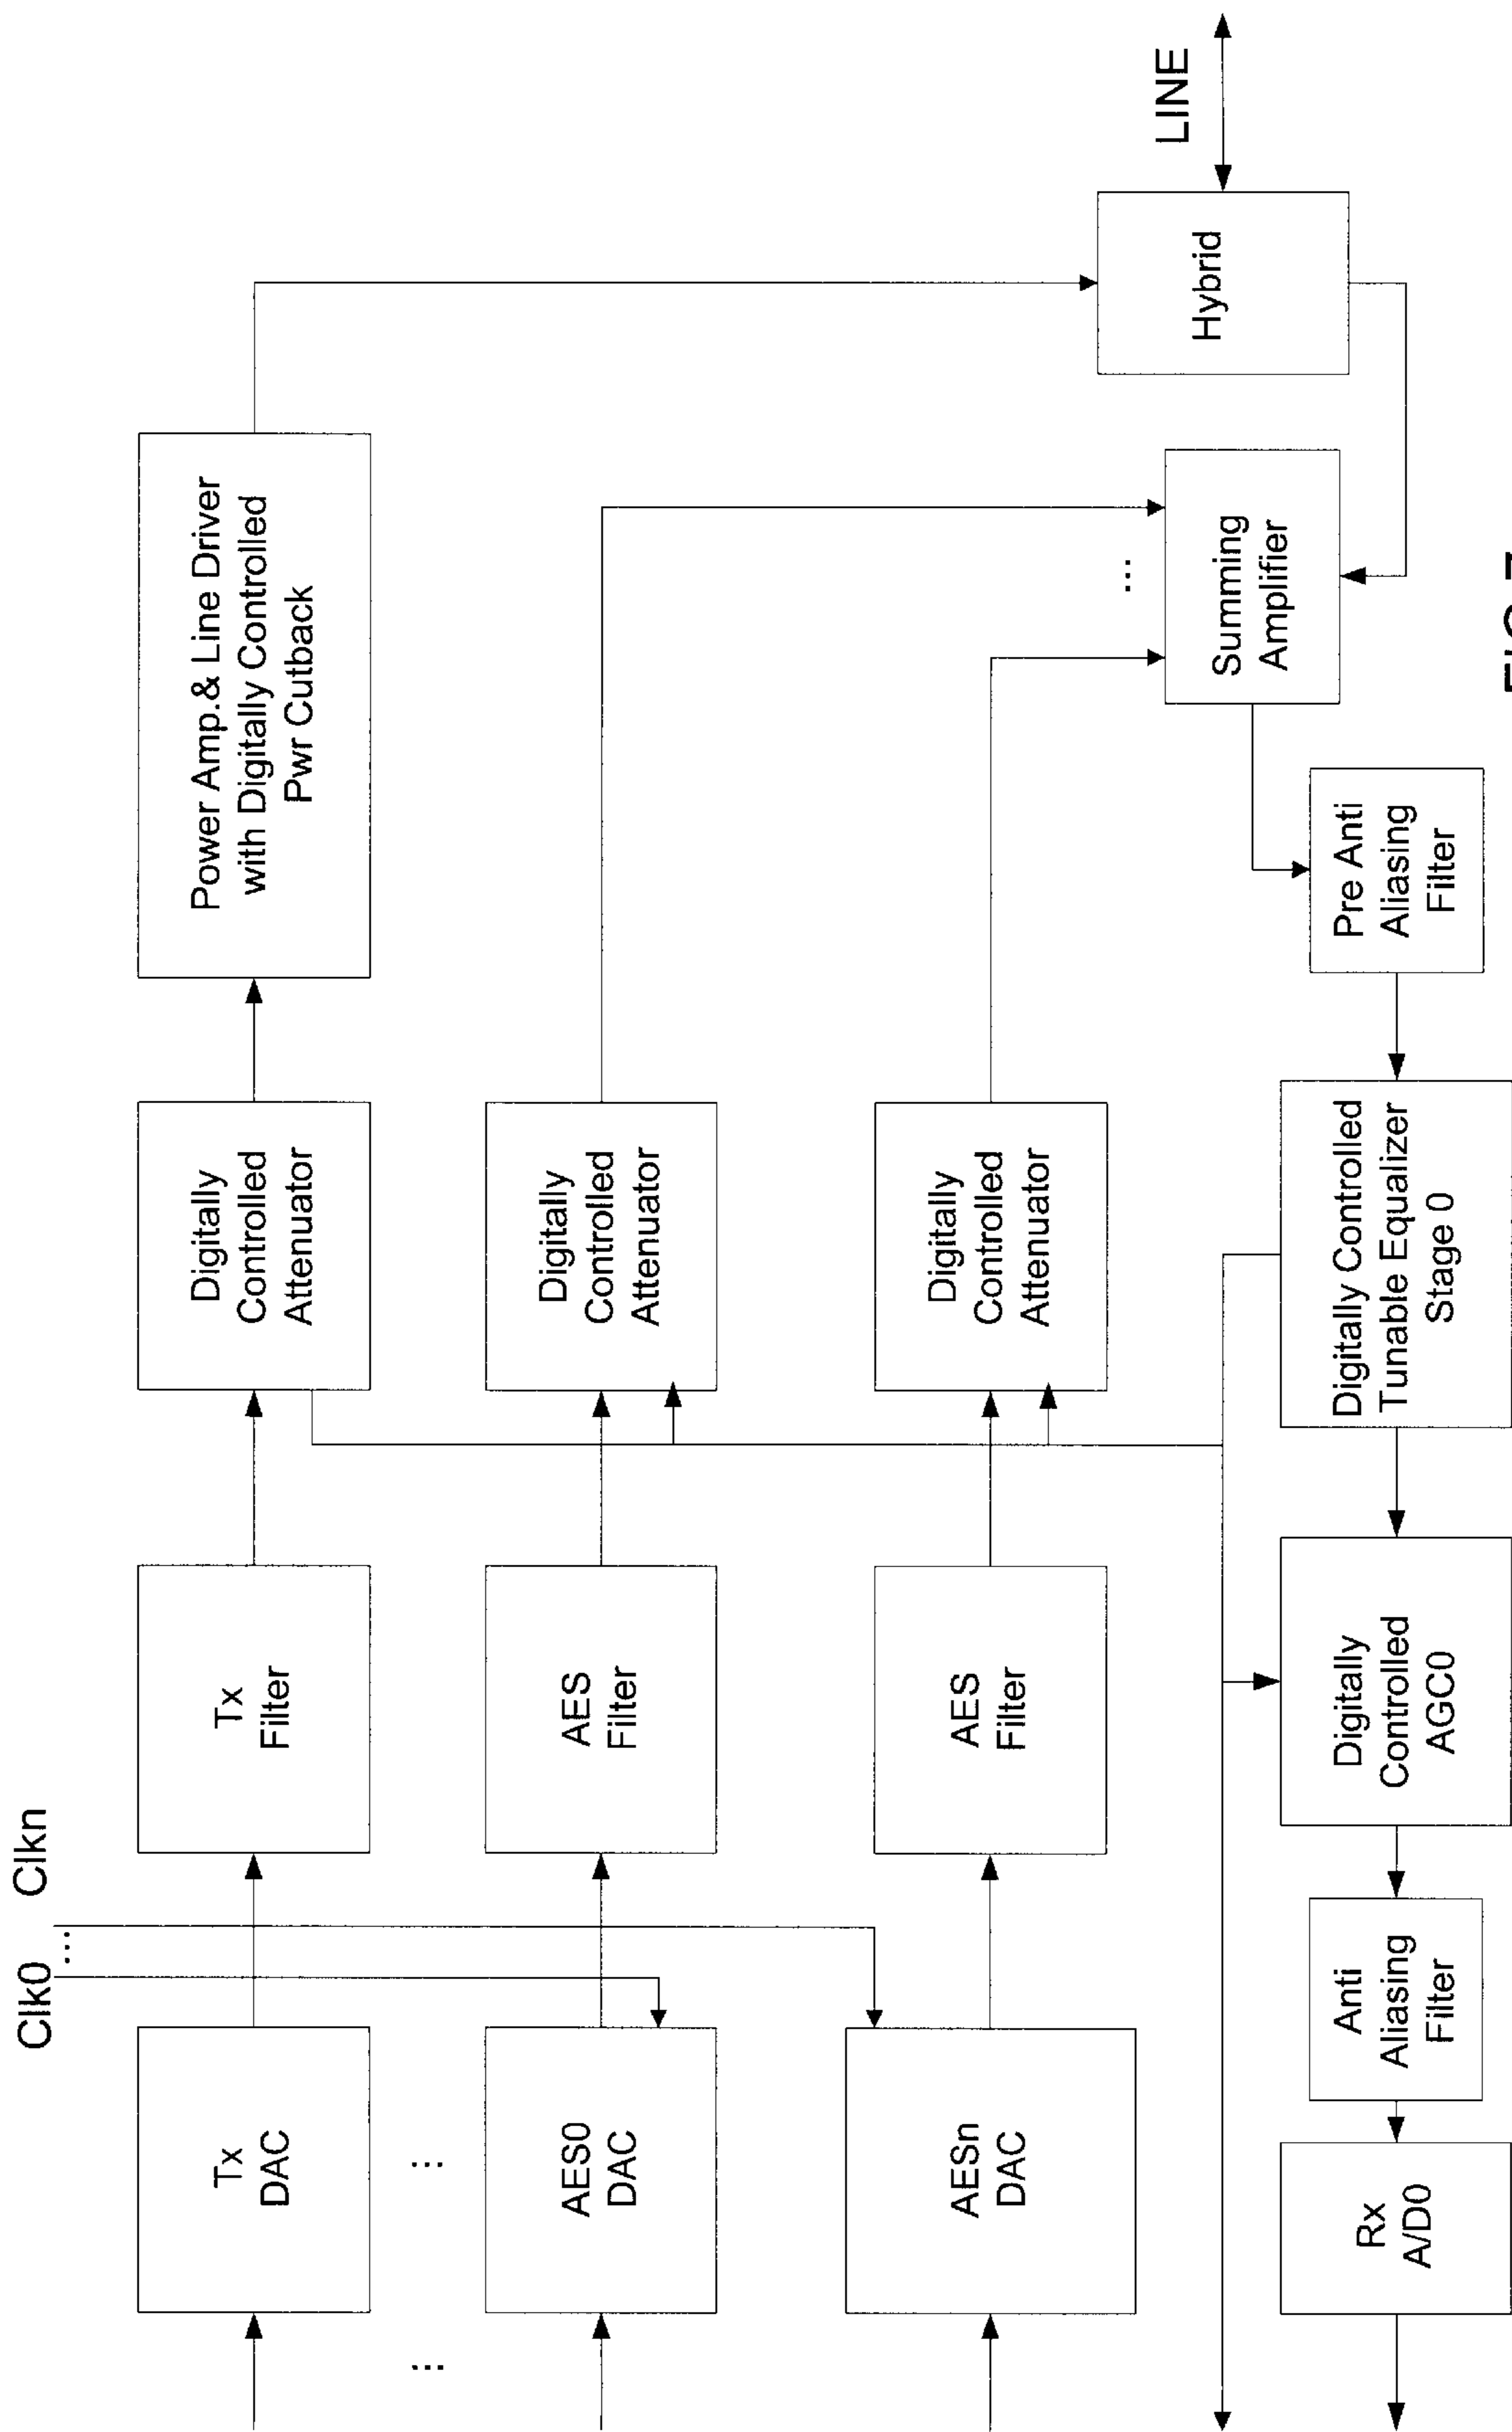 Clk0
...
Clkn
Tx
DAC
Tx
Filter
Digitally
Controlled
Attenuator
Power Amp.& Line Driver
with Digitally Controlled
Pwr Cutback
...
...
AES0
DAC
AES
Filter
Digitally
Controlled
Attenuator
AESn
DAC
AES
Filter
Digitally
Controlled
Attenuator
...
Summing
Amplifier
Hybrid
LINE
Rx
A/D0
Anti
Aliasing
Filter
Digitally
Controlled
AGC0
Digitally Controlled
Tunable Equalizer
Stage 0
Pre Anti
Aliasing
Filter